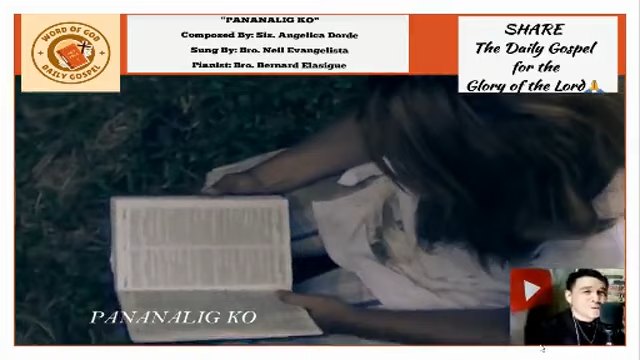 WORD OF GOD
DAILY GOSPEL
"PANANALIG KO"
Composed By: Sis. Angelica Dorde
Sung By: Bro. Neil Evangelista
Pianist: Bro. Bernard Elasigue
SHARE
The Daily Gospel
for the
Glory of the Lord🙏
PANANALIG KO